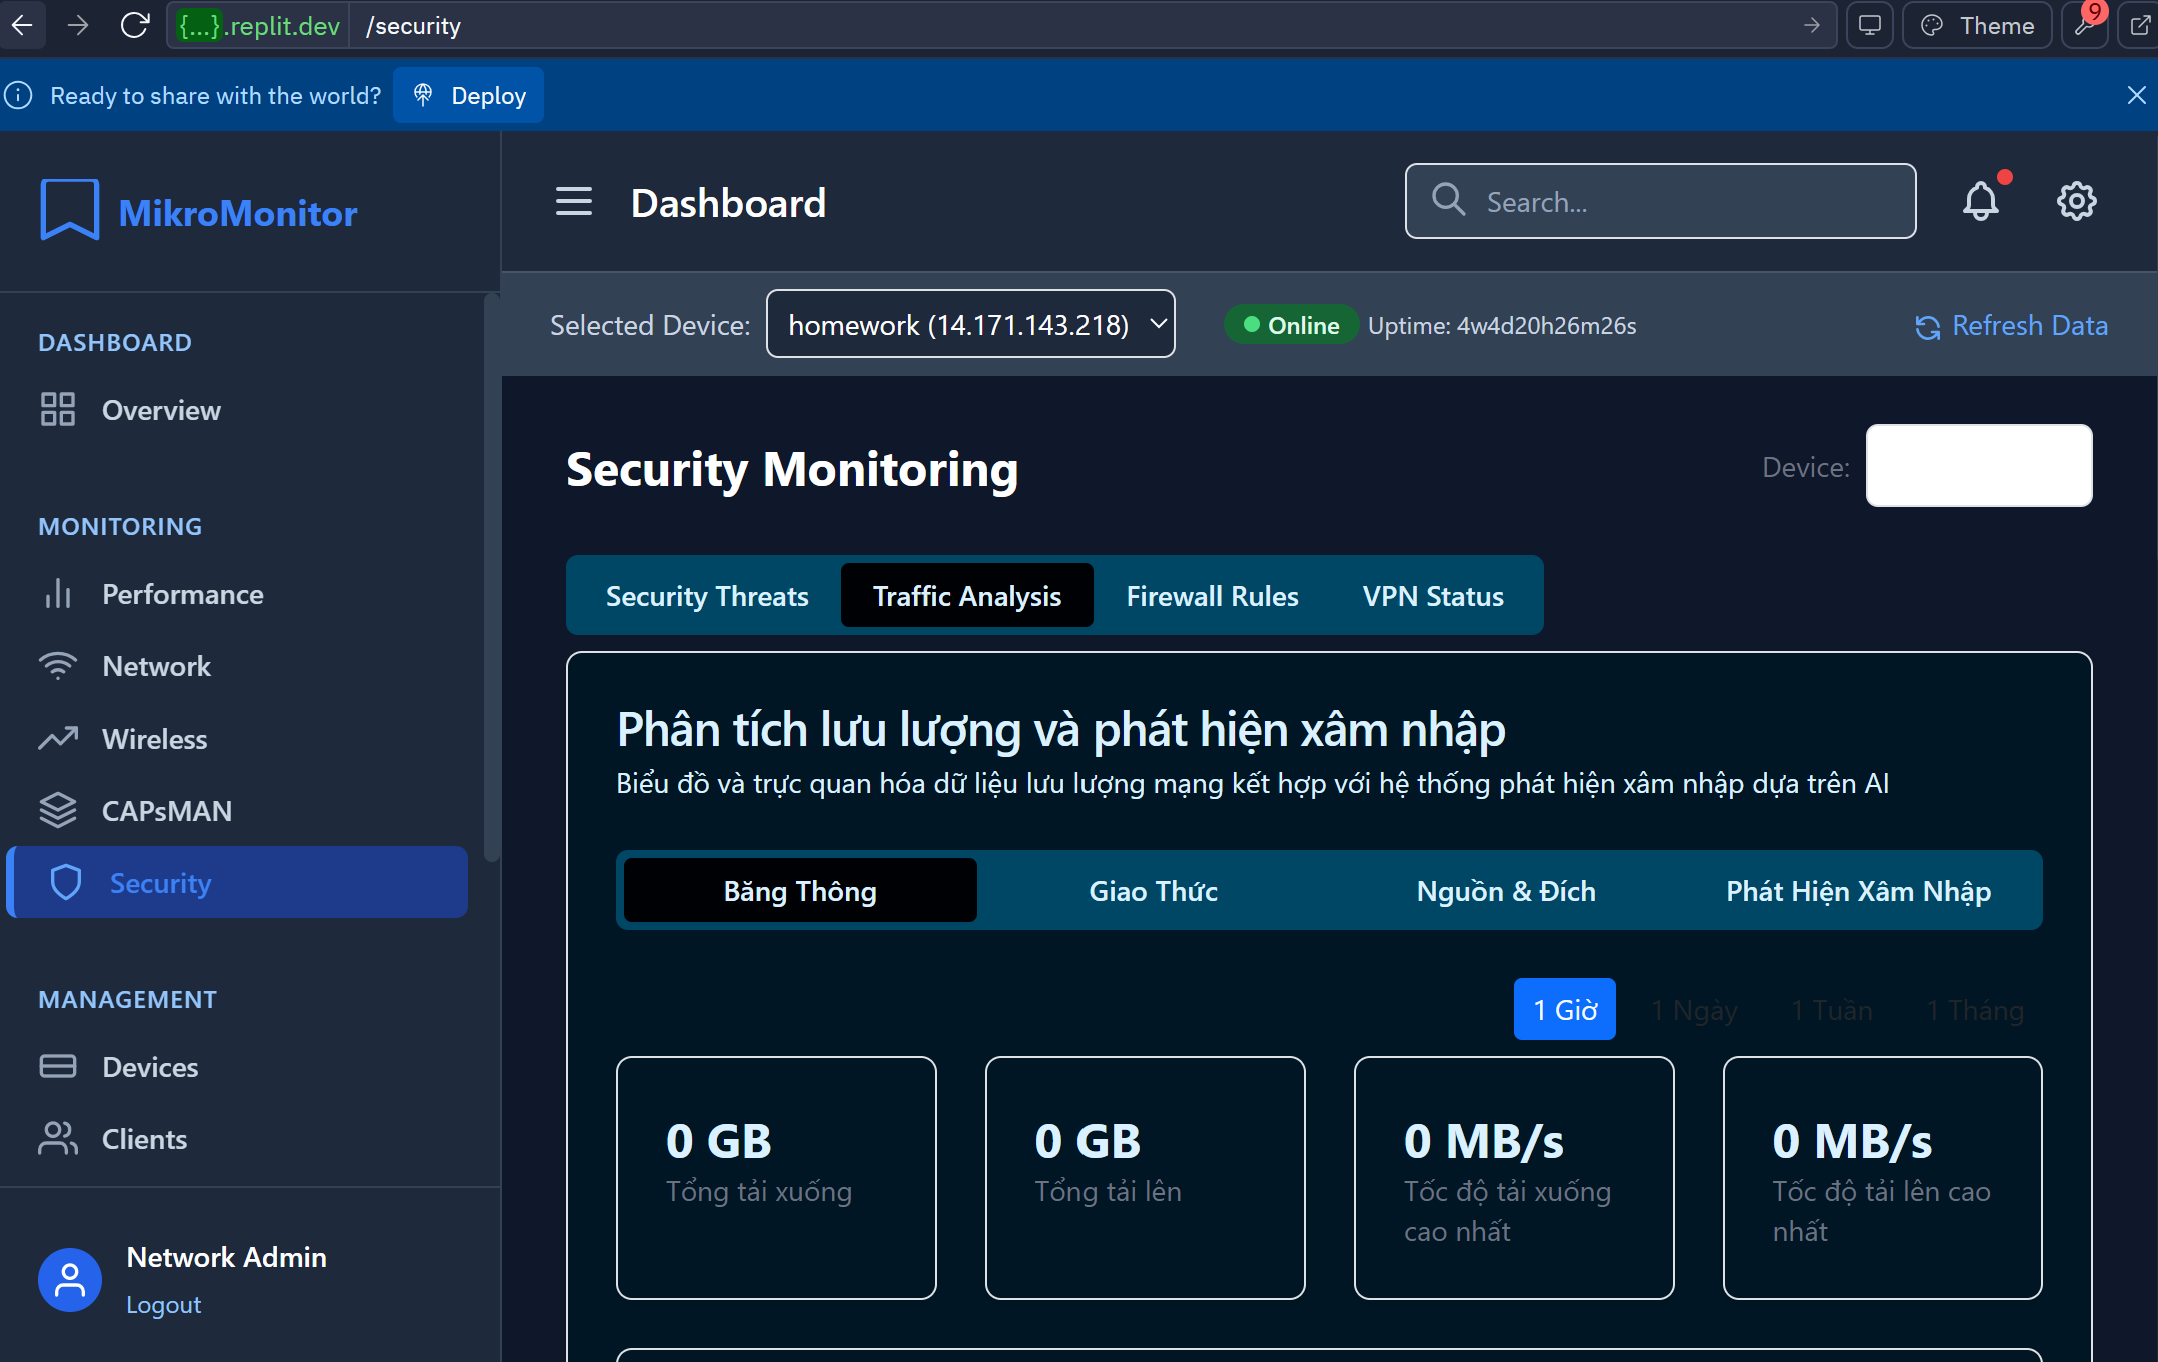 {...}.replit.dev /security
Theme
9
Ready to share with the world? Deploy
MikroMonitor
Dashboard
Search...
Selected Device: homework (14.171.143.218) Online Uptime: 4w4d20h26m26s Refresh Data
DASHBOARD
Overview
MONITORING
Performance
Network
Wireless
CAPsMAN
Security
MANAGEMENT
Devices
Clients
Network Admin
Logout
Security Monitoring
Device:
Security Threats Traffic Analysis Firewall Rules VPN Status
Phân tích lưu lượng và phát hiện xâm nhập
Biểu đồ và trực quan hóa dữ liệu lưu lượng mạng kết hợp với hệ thống phát hiện xâm nhập dựa trên AI
Băng Thông Giao Thức Nguồn & Đích Phát Hiện Xâm Nhập
1 Giờ 1 Ngày 1 Tuần 1 Tháng
0 GB
Tổng tải xuống
0 GB
Tổng tải lên
0 MB/s
Tốc độ tải xuống
cao nhất
0 MB/s
Tốc độ tải lên cao
nhất